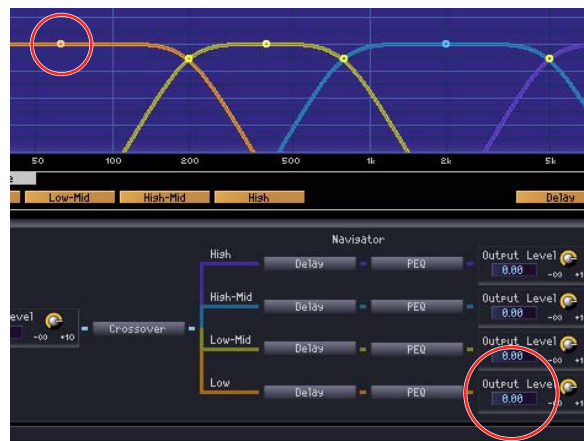 50 100 200 500 1k 2k 5k
Low-Mid High-Mid High Delay
Navigator
High Delay PEQ Output Level 0.00 -∞
High-Mid Delay PEQ Output Level 0.00 -∞
-∞ +10 Crossover
Low-Mid Delay PEQ Output Level 0.00 -∞
Low Delay PEQ Output Level 0.00 -∞